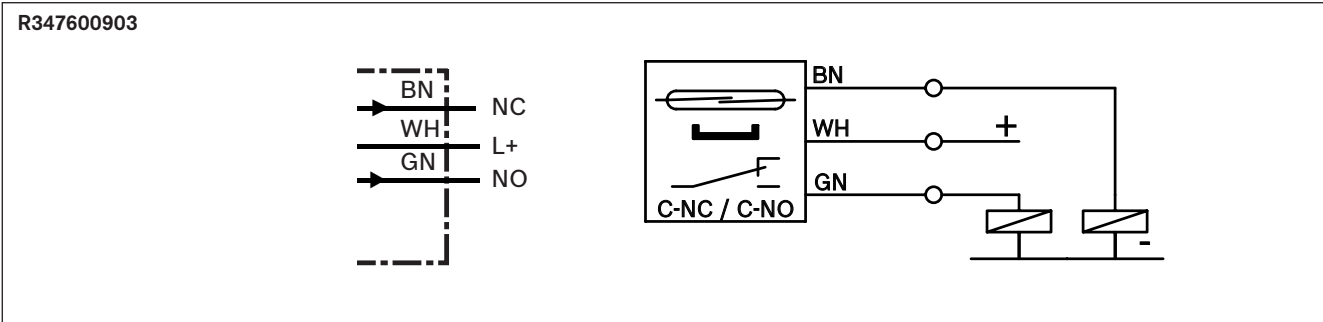 R347600903
BN NC
WH L+
GN NO
BN
WH +
GN
C-NC / C-NO
-